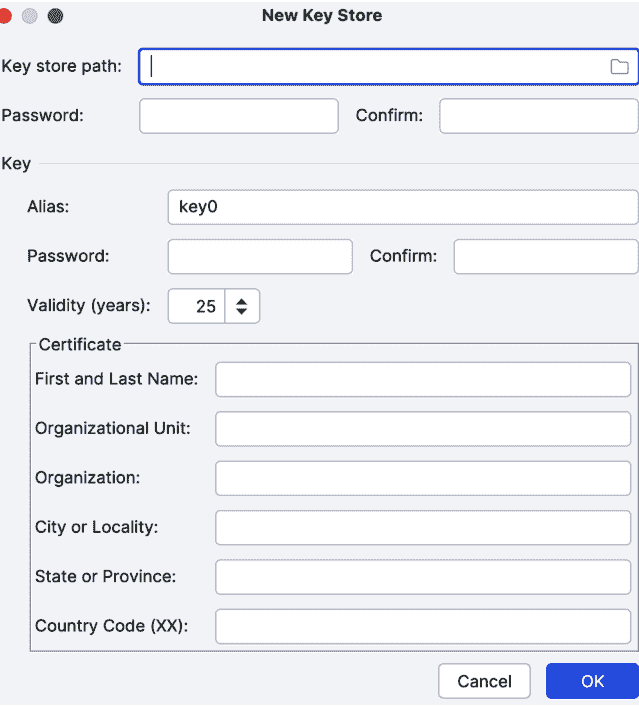 New Key Store
Key store path:
Password: Confirm:
Key
Alias: key0
Password: Confirm:
Validity (years): 25
Certificate
First and Last Name:
Organizational Unit:
Organization:
City or Locality:
State or Province:
Country Code (XX):
Cancel OK